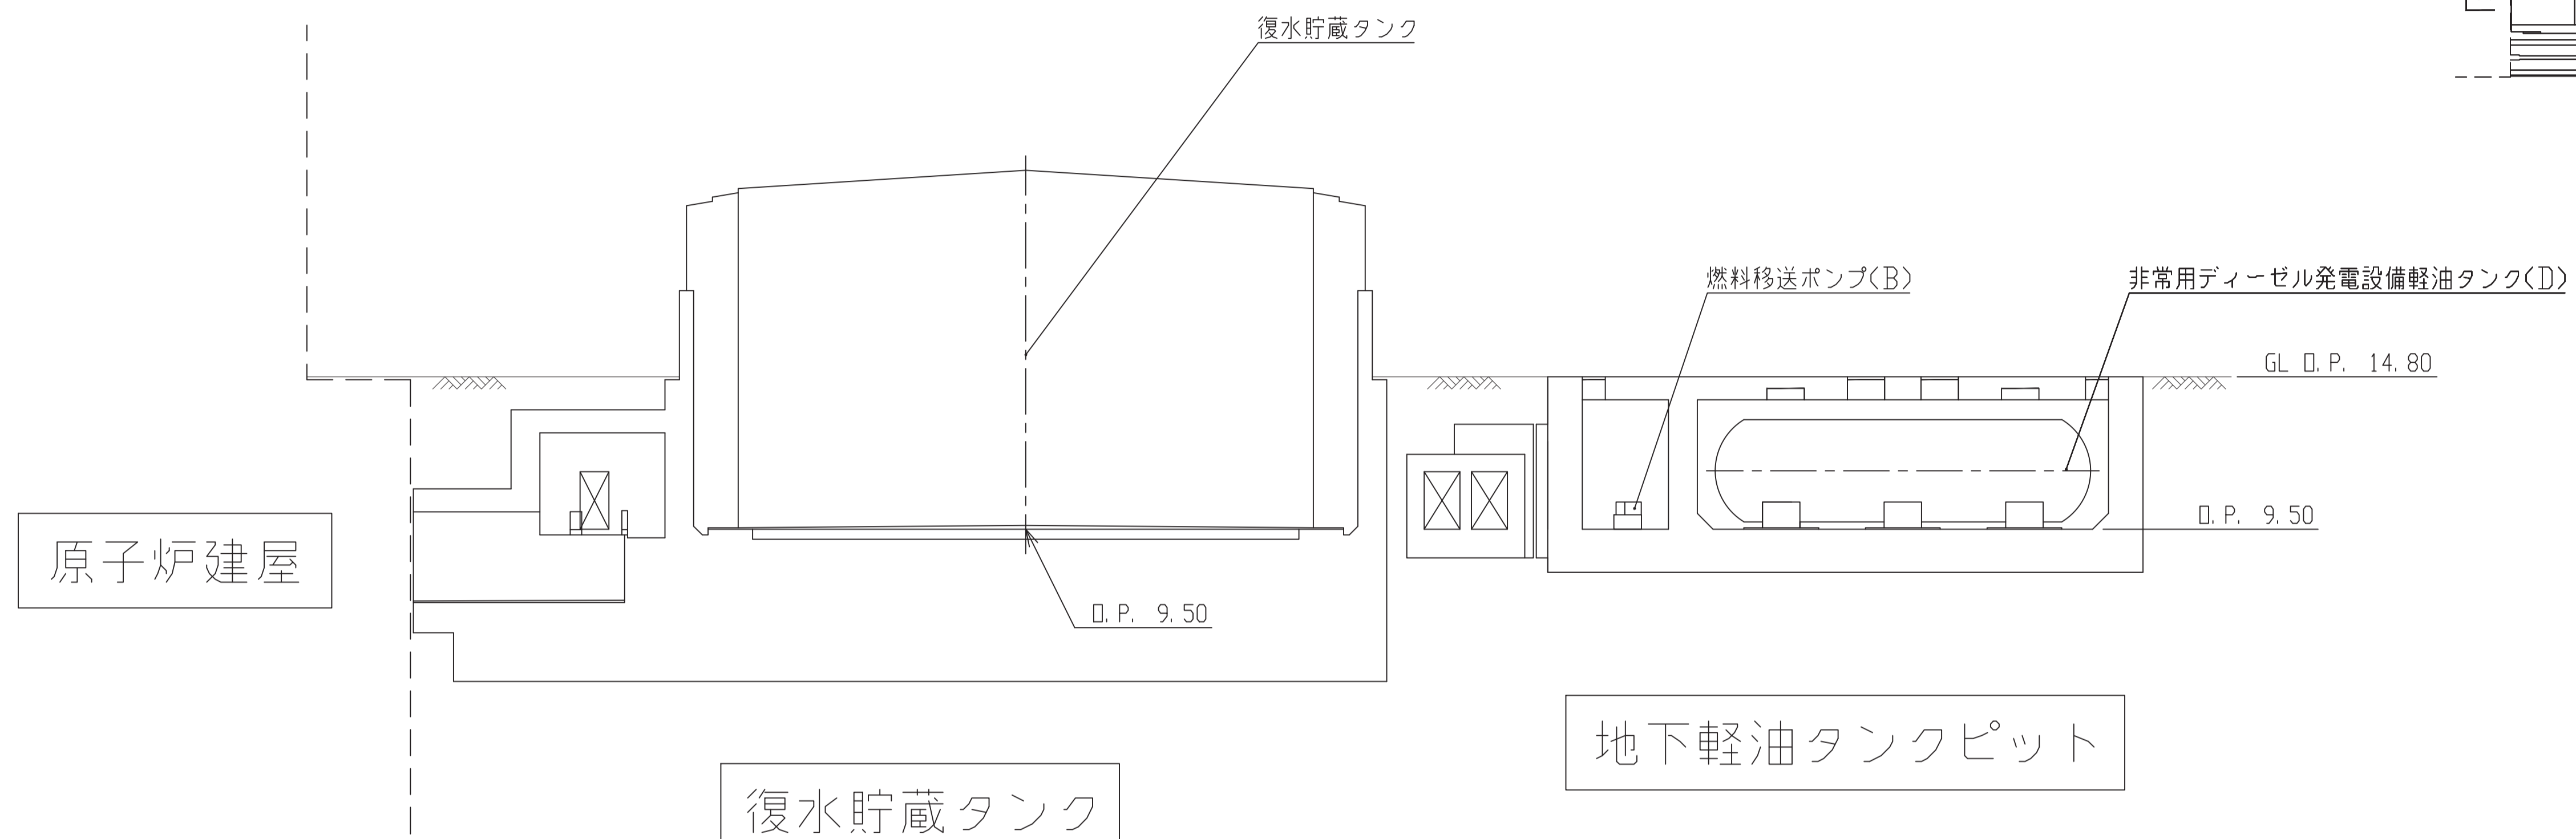 復水貯蔵タンク
燃料移送ポンプ(B)
非常用ディーゼル発電設備軽油タンク(D)
GL O.P. 14.80
O.P. 9.50
原子炉建屋
O.P. 9.50
地下軽油タンクピット
復水貯蔵タンク